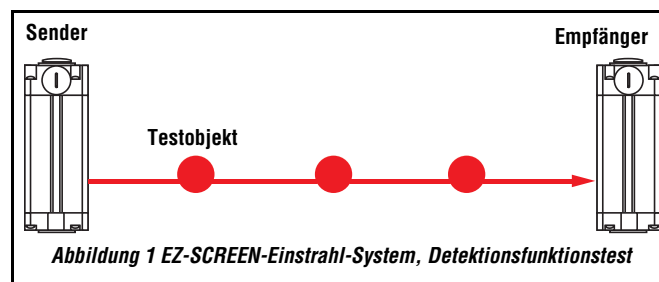 Sender
Empfänger
Testobjekt
Abbildung 1 EZ-SCREEN-Einstrahl-System, Detektionsfunktionstest